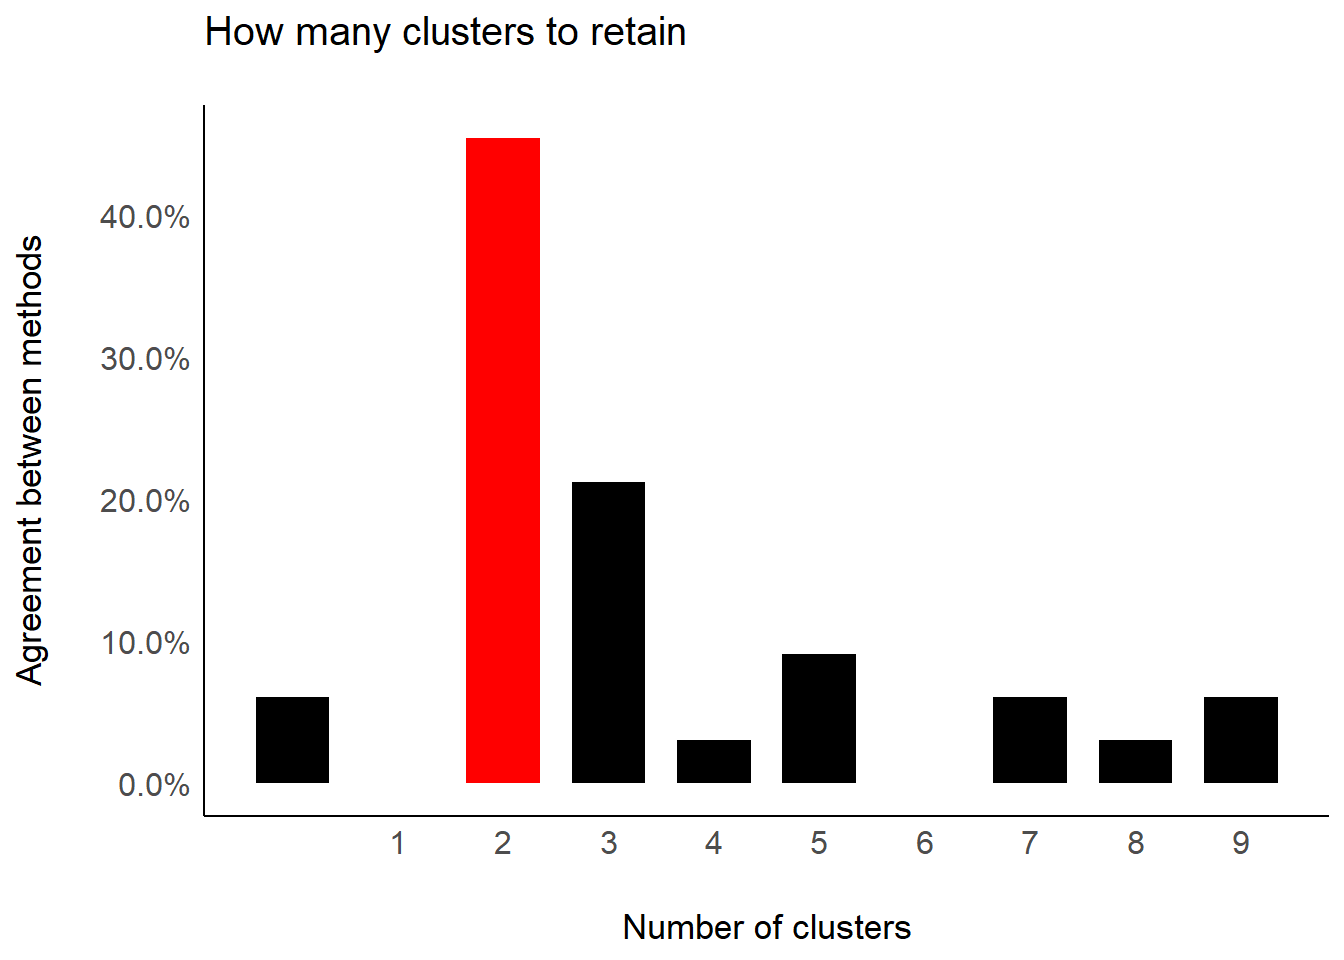 How many clusters to retain
Agreement between methods
40.0%
30.0%
20.0%
10.0%
0.0%
1 2 3 4 5 6 7 8 9
Number of clusters